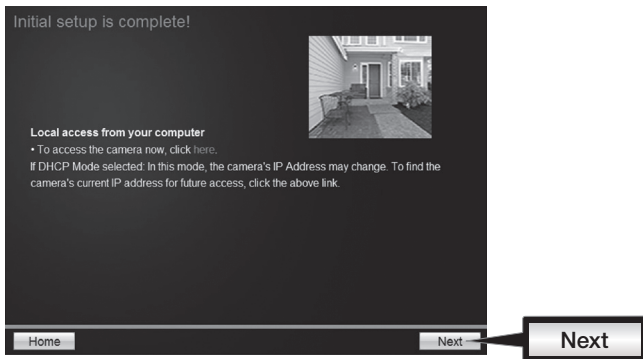 Initial setup is complete!
Local access from your computer
• To access the camera now, click here.
If DHCP Mode selected: In this mode, the camera's IP Address may change. To find the
camera's current IP address for future access, click the above link.
Home
Next
Next